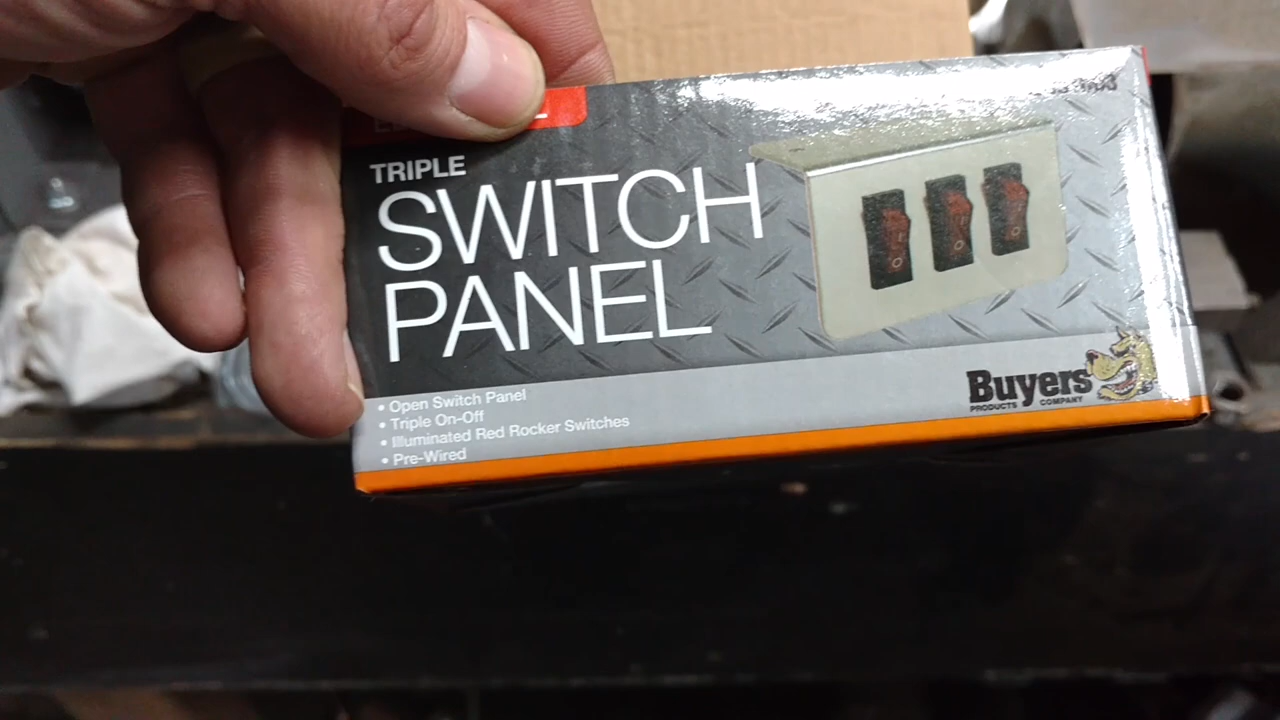 TRIPLE
SWITCH
PANEL
• Open Switch Panel
• Triple On-Off
• Illuminated Red Rocker Switches
• Pre-Wired
Buyers
PRODUCTS COMPANY